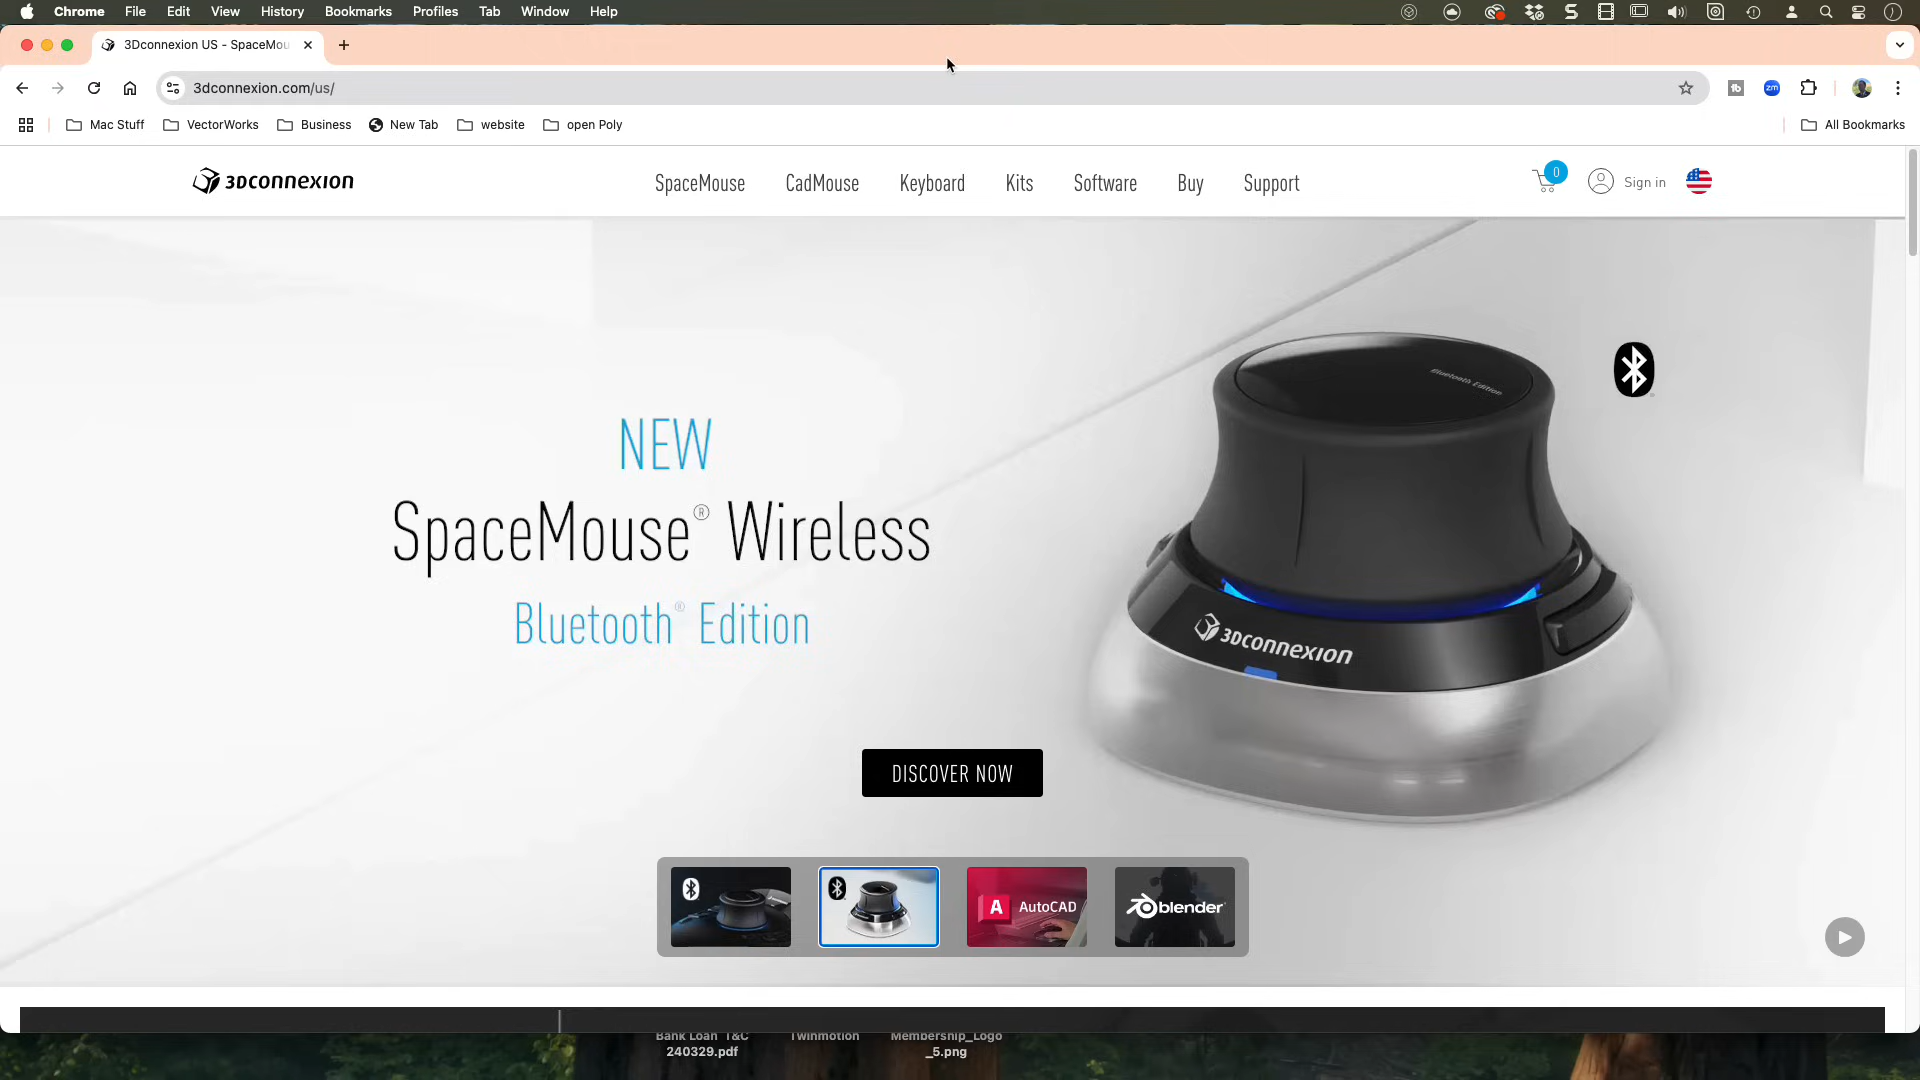 Chrome File Edit View History Bookmarks Profiles Tab Window Help
3Dconnexion US - SpaceMou
3dconnexion.com/us/
Mac Stuff VectorWorks Business New Tab website open Poly All Bookmarks
3Dconnexion SpaceMouse CadMouse Keyboard Kits Software Buy Support 0 Sign in
NEW
SpaceMouse® Wireless
Bluetooth® Edition
Bluetooth Edition
3Dconnexion
DISCOVER NOW
A AutoCAD blender
Bank Loan T&C Twinmotion Membership_Logo
240329.pdf _5.png